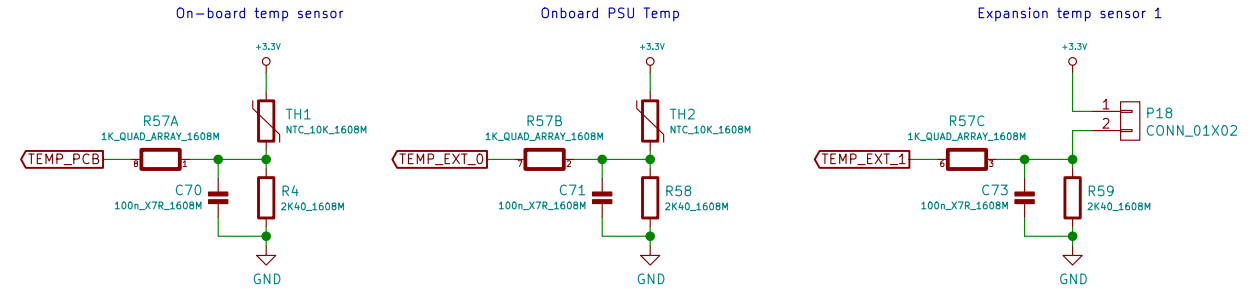 On-board temp sensor
+3.3V
TH1
NTC_10K_1608M
R57A
1K_QUAD_ARRAY_1608M
TEMP_PCB
8
1
C70
100n_X7R_1608M
R4
2K40_1608M
GND
Onboard PSU Temp
+3.3V
TH2
NTC_10K_1608M
R57B
1K_QUAD_ARRAY_1608M
TEMP_EXT_0
7
2
C71
100n_X7R_1608M
R58
2K40_1608M
GND
Expansion temp sensor 1
+3.3V
1
2
P18
CONN_01X02
R57C
1K_QUAD_ARRAY_1608M
TEMP_EXT_1
6
3
C73
100n_X7R_1608M
R59
2K40_1608M
GND